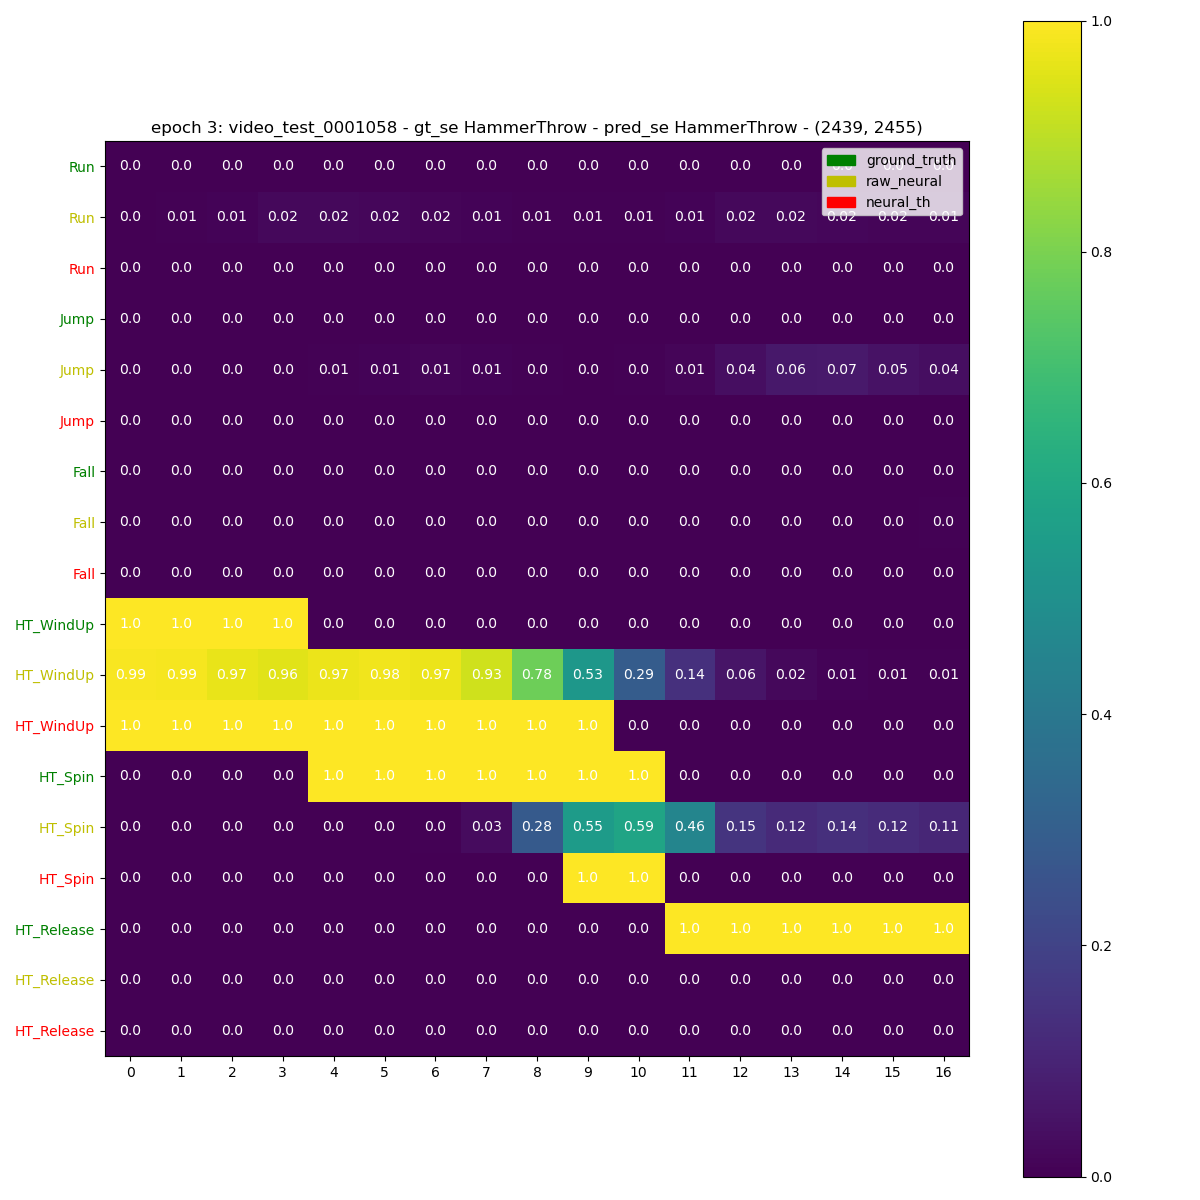 epoch 3: video_test_0001058 - gt_se HammerThrow - pred_se HammerThrow - (2439, 2455)
ground_truth
raw_neural
neural_th
Run 0.0 0.0 0.0 0.0 0.0 0.0 0.0 0.0 0.0 0.0 0.0 0.0 0.0 0.0 0.0 0.0 0.0
Run 0.0 0.01 0.01 0.02 0.02 0.02 0.02 0.01 0.01 0.01 0.01 0.01 0.02 0.02 0.02 0.02 0.01
Run 0.0 0.0 0.0 0.0 0.0 0.0 0.0 0.0 0.0 0.0 0.0 0.0 0.0 0.0 0.0 0.0 0.0
Jump 0.0 0.0 0.0 0.0 0.0 0.0 0.0 0.0 0.0 0.0 0.0 0.0 0.0 0.0 0.0 0.0 0.0
Jump 0.0 0.0 0.0 0.0 0.01 0.01 0.01 0.01 0.0 0.0 0.0 0.01 0.04 0.06 0.07 0.05 0.04
Jump 0.0 0.0 0.0 0.0 0.0 0.0 0.0 0.0 0.0 0.0 0.0 0.0 0.0 0.0 0.0 0.0 0.0
Fall 0.0 0.0 0.0 0.0 0.0 0.0 0.0 0.0 0.0 0.0 0.0 0.0 0.0 0.0 0.0 0.0 0.0
Fall 0.0 0.0 0.0 0.0 0.0 0.0 0.0 0.0 0.0 0.0 0.0 0.0 0.0 0.0 0.0 0.0 0.0
Fall 0.0 0.0 0.0 0.0 0.0 0.0 0.0 0.0 0.0 0.0 0.0 0.0 0.0 0.0 0.0 0.0 0.0
HT_WindUp 1.0 1.0 1.0 1.0 0.0 0.0 0.0 0.0 0.0 0.0 0.0 0.0 0.0 0.0 0.0 0.0 0.0
HT_WindUp 0.99 0.99 0.97 0.96 0.97 0.98 0.97 0.93 0.78 0.53 0.29 0.14 0.06 0.02 0.01 0.01 0.01
HT_WindUp 1.0 1.0 1.0 1.0 1.0 1.0 1.0 1.0 1.0 1.0 0.0 0.0 0.0 0.0 0.0 0.0 0.0
HT_Spin 0.0 0.0 0.0 0.0 1.0 1.0 1.0 1.0 1.0 1.0 1.0 0.0 0.0 0.0 0.0 0.0 0.0
HT_Spin 0.0 0.0 0.0 0.0 0.0 0.0 0.0 0.03 0.28 0.55 0.59 0.46 0.15 0.12 0.14 0.12 0.11
HT_Spin 0.0 0.0 0.0 0.0 0.0 0.0 0.0 0.0 0.0 1.0 1.0 0.0 0.0 0.0 0.0 0.0 0.0
HT_Release 0.0 0.0 0.0 0.0 0.0 0.0 0.0 0.0 0.0 0.0 0.0 1.0 1.0 1.0 1.0 1.0 1.0
HT_Release 0.0 0.0 0.0 0.0 0.0 0.0 0.0 0.0 0.0 0.0 0.0 0.0 0.0 0.0 0.0 0.0 0.0
HT_Release 0.0 0.0 0.0 0.0 0.0 0.0 0.0 0.0 0.0 0.0 0.0 0.0 0.0 0.0 0.0 0.0 0.0
0 1 2 3 4 5 6 7 8 9 10 11 12 13 14 15 16
1.0
0.8
0.6
0.4
0.2
0.0